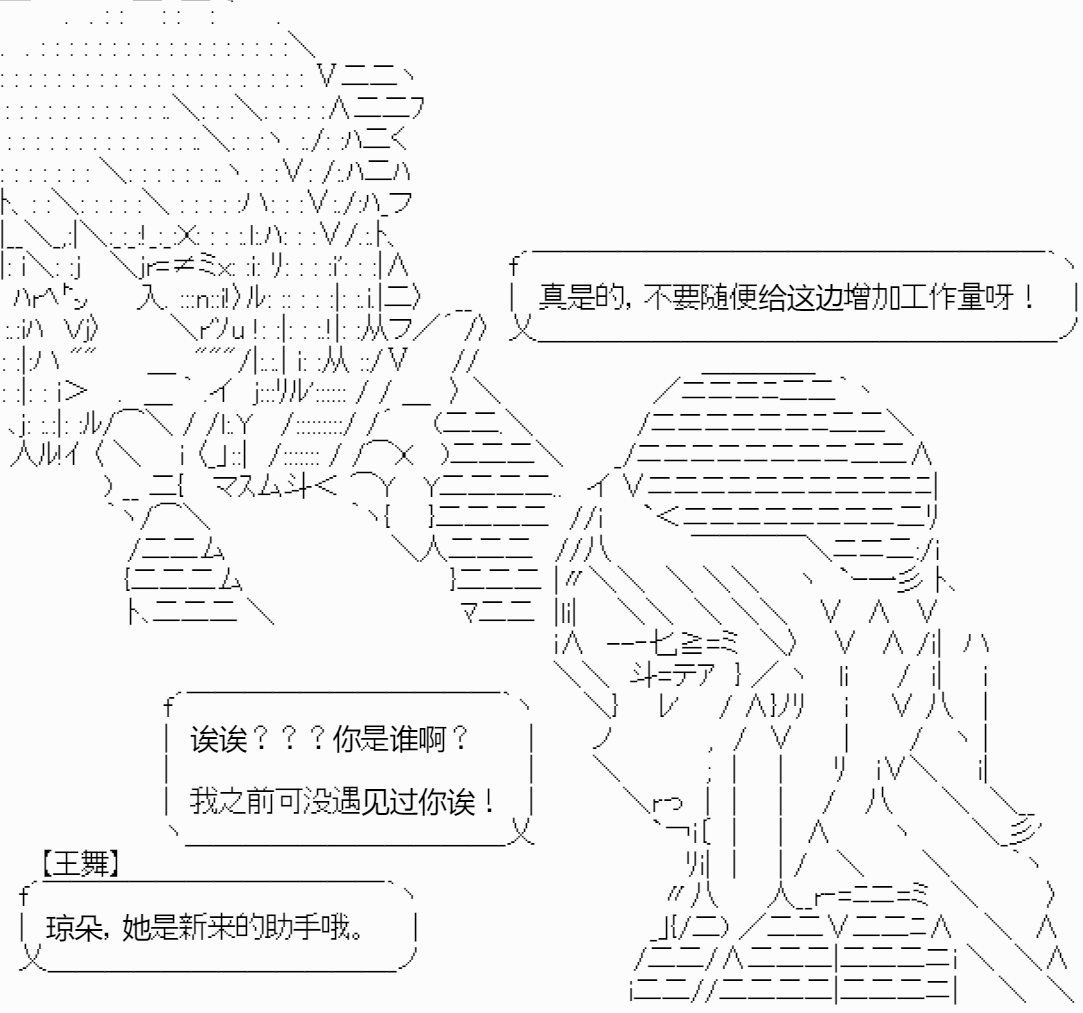 真是的，不要随便给这边增加工作量呀！
诶诶？？？你是谁啊？
我之前可没遇见过你诶！
【王舞】
琼朵，她是新来的助手哦。